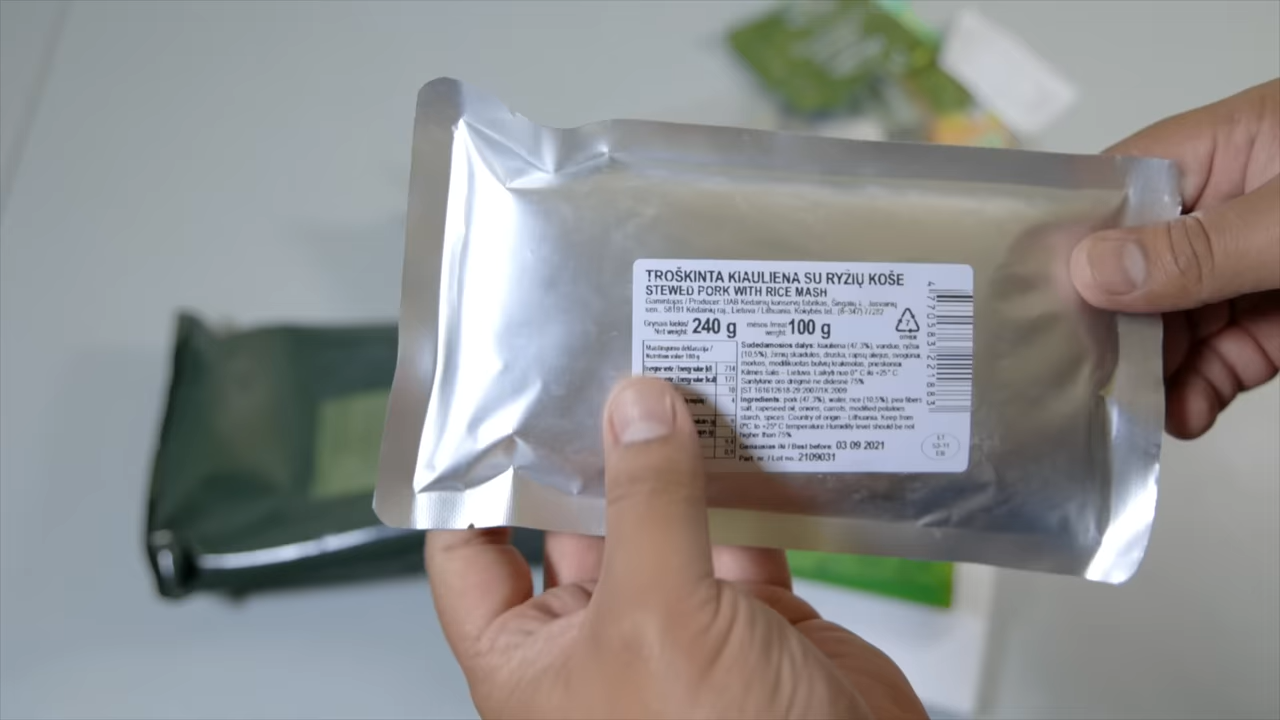 TROŠKINTA KIAULIENA SU RYŽIŲ KOŠE
STEWED PORK WITH RICE MASH
Gamintojas / Producer: UAB Kėdainių konservų fabrikas, Šingalių
sen., 58191 Kėdainių raj., Lietuva / Lithuania. Kokybės tel. (8-347) 77222
Grynasis kiekis/
Net weight: 240 g
mėsos /meat
weight: 100 g
7
OTHER
Maistingumo deklaracija /
Nutrition value 100 g
714
171
10
4
Sudedamosios dalys: kiauliena (47,3%), vanduo, ryžiai
(10,5%), žirnių skaidulos, druska, rapsų aliejus, svogūnai,
morkos, modifikuotas bulvių krakmolas, prieskoniai
Kilmės šalis – Lietuva. Laikyti nuo 0° C iki +25° C
Santykinė oro drėgmė ne didesnė 75%
Ingredients: pork (47,3%), water, rice (10,5%), pea fibers
salt, rapeseed oil, onions, carrots, modified potatoes
starch, spices. Country of origin – Lithuania. Keep from
0°C to +25° C temperature Humidity level should be not
higher than 75%
Geriausias iki / Best before 03 09 2021
Part. nr. / Lot no. 2109031
4770583221883
LT